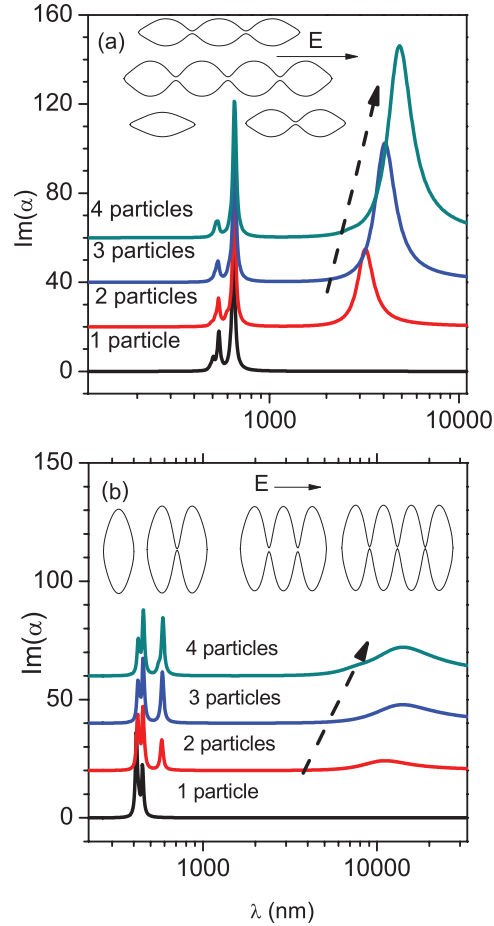 160
(a)
E
120
80
4 particles
Im(α)
3 particles
40
2 particles
1 particle
0
1000
10000
150
(b)
E
100
Im(α)
4 particles
50
3 particles
2 particles
1 particle
0
1000
10000
λ (nm)